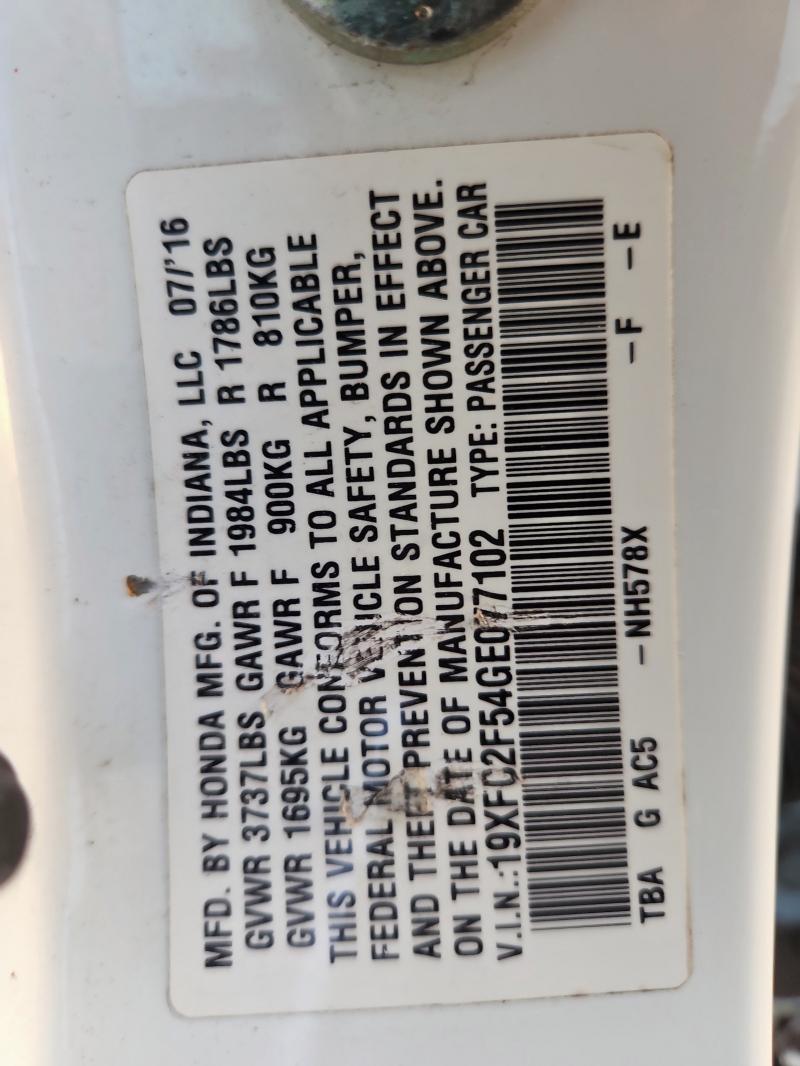 MFD. BY HONDA MFG. OF INDIANA, LLC 07/'16
GVWR 3737LBS GAWR F 1984LBS R 1786LBS
GVWR 1695KG GAWR F 900KG R 810KG
THIS VEHICLE CONFORMS TO ALL APPLICABLE
FEDERAL MOTOR VEHICLE SAFETY, BUMPER,
AND THEFT PREVENTION STANDARDS IN EFFECT
ON THE DATE OF MANUFACTURE SHOWN ABOVE.
V.I.N.:19XFC2F54GE077102 TYPE: PASSENGER CAR
TBA G AC5 -NH578X -F -E